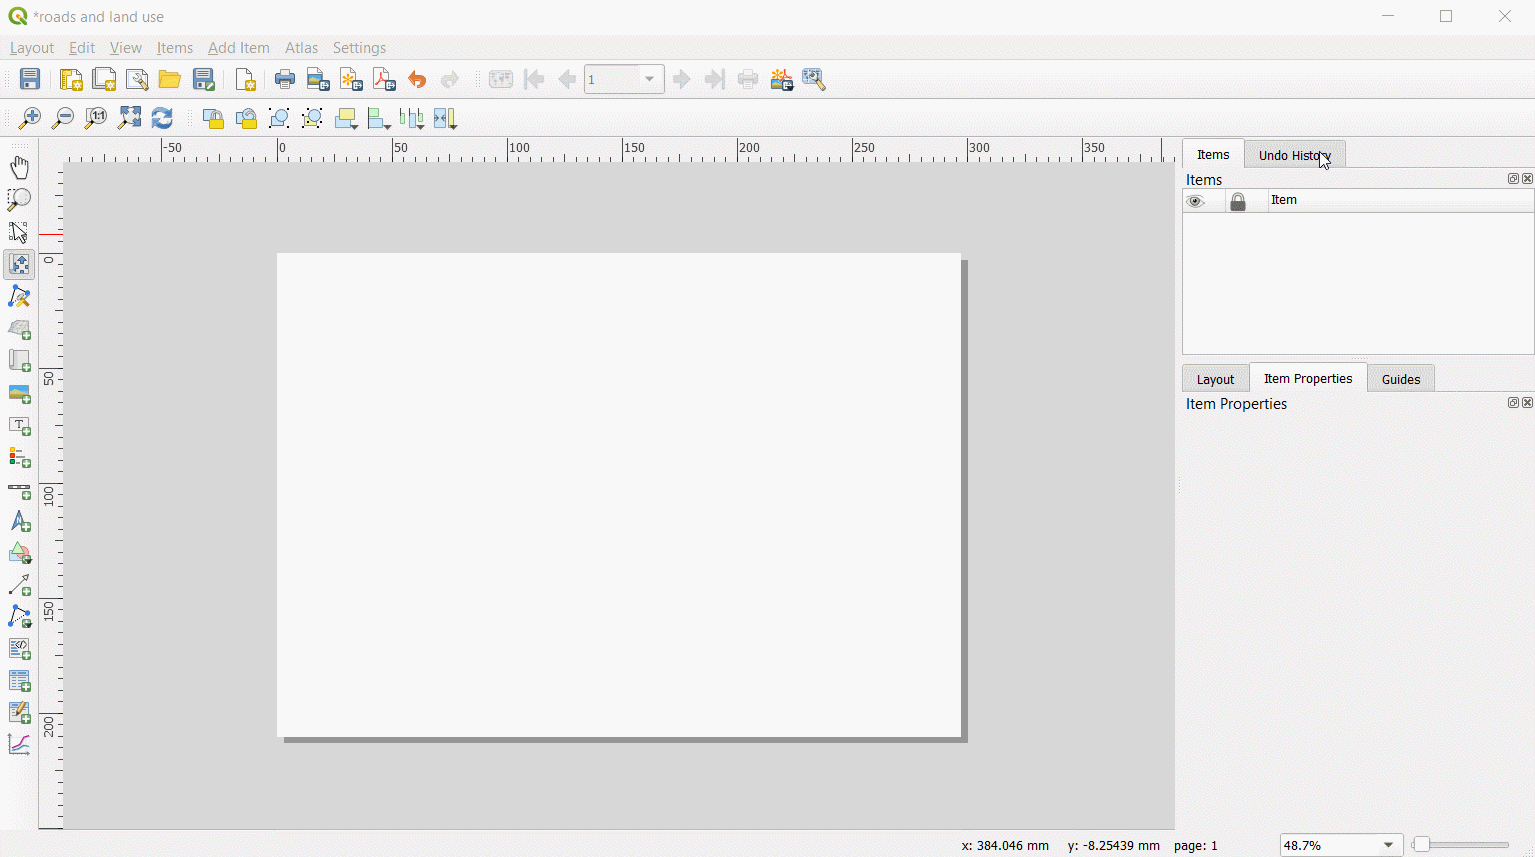 *roads and land use
Layout Edit View Items Add Item Atlas Settings
1
1:1
-50 0 50 100 150 200 250 300 350
Items Undo History
Items
Item
0
50
100
150
200
T
Layout Item Properties Guides
Item Properties
x: 384.046 mm y: -8.25439 mm page: 1 48.7%